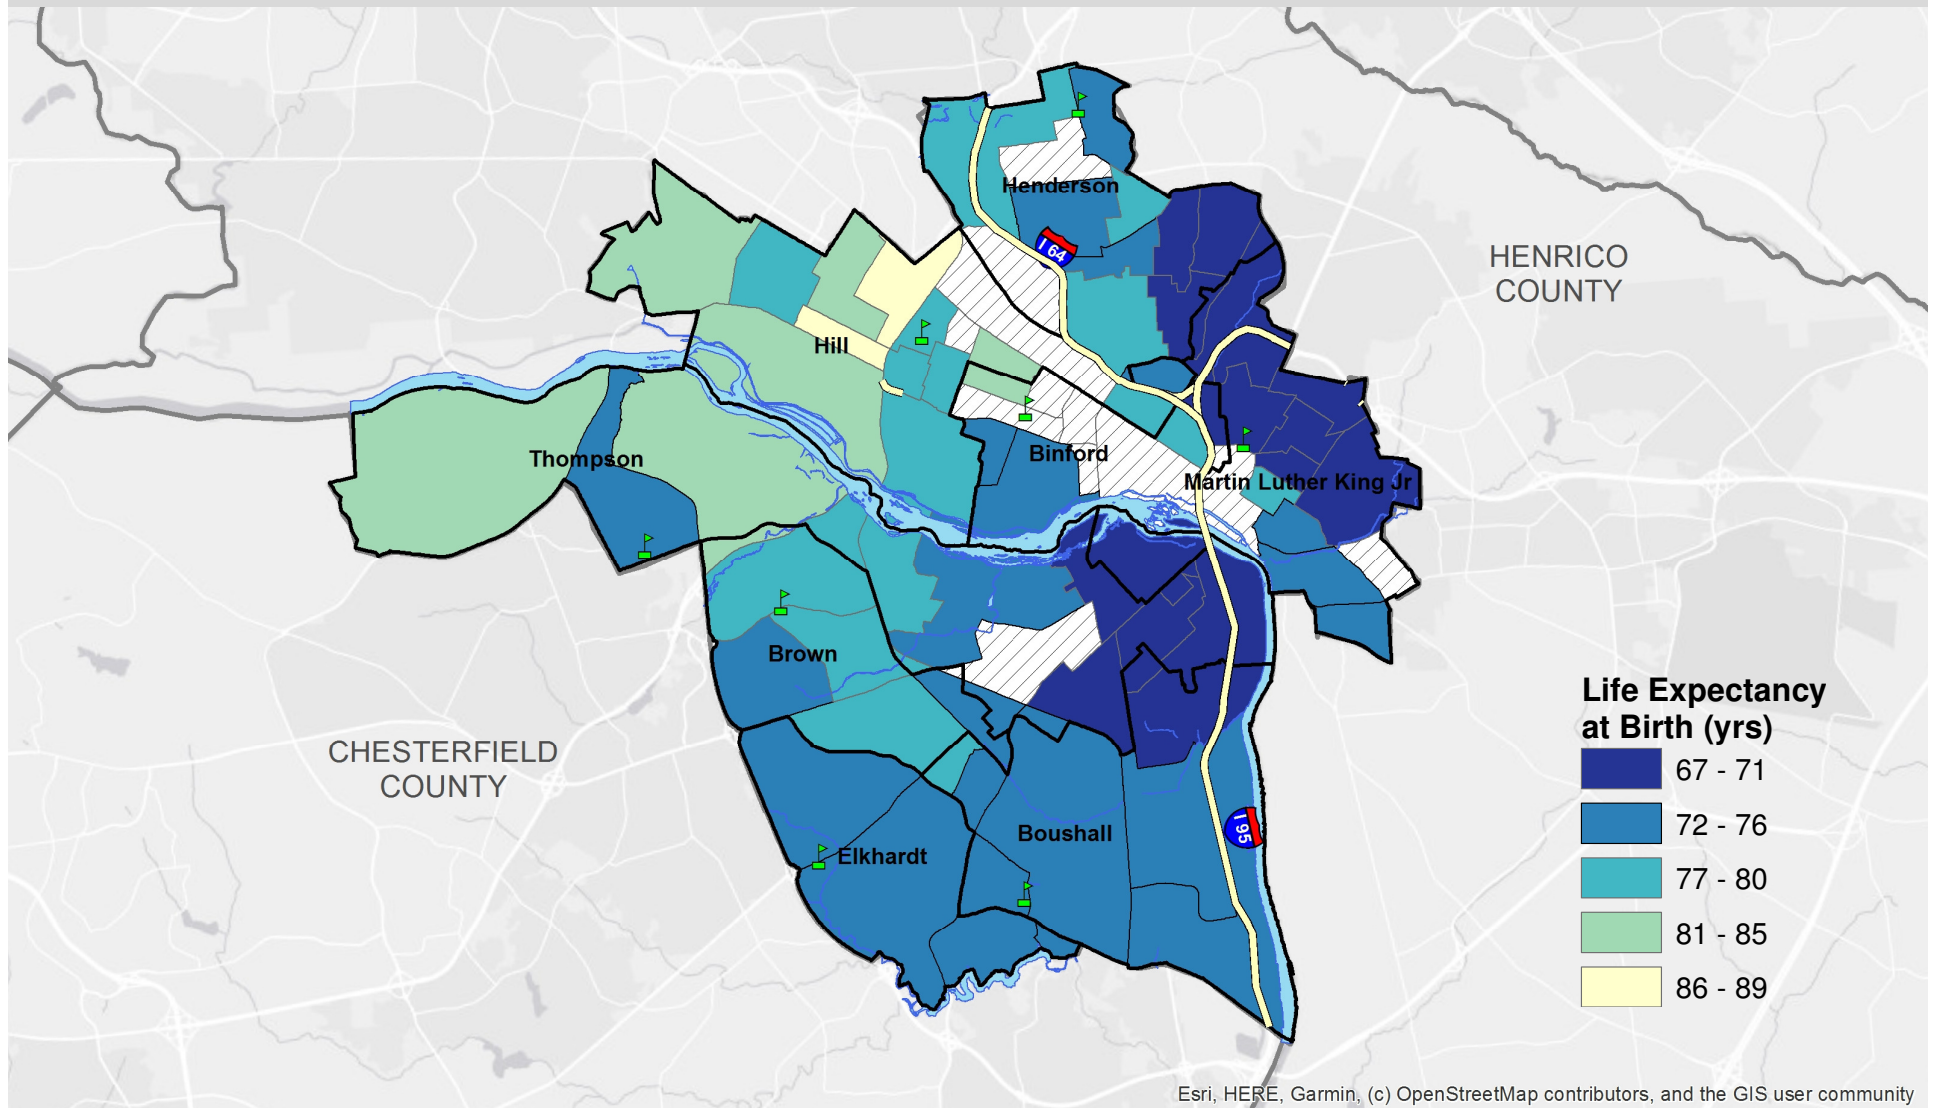 Henderson
I 64
HENRICO
COUNTY
Hill
Thompson
Binford
Martin Luther King Jr
Brown
CHESTERFIELD
COUNTY
Boushall
I 95
Elkhardt
Life Expectancy
at Birth (yrs)
67 - 71
72 - 76
77 - 80
81 - 85
86 - 89
Esri, HERE, Garmin, (c) OpenStreetMap contributors, and the GIS user community